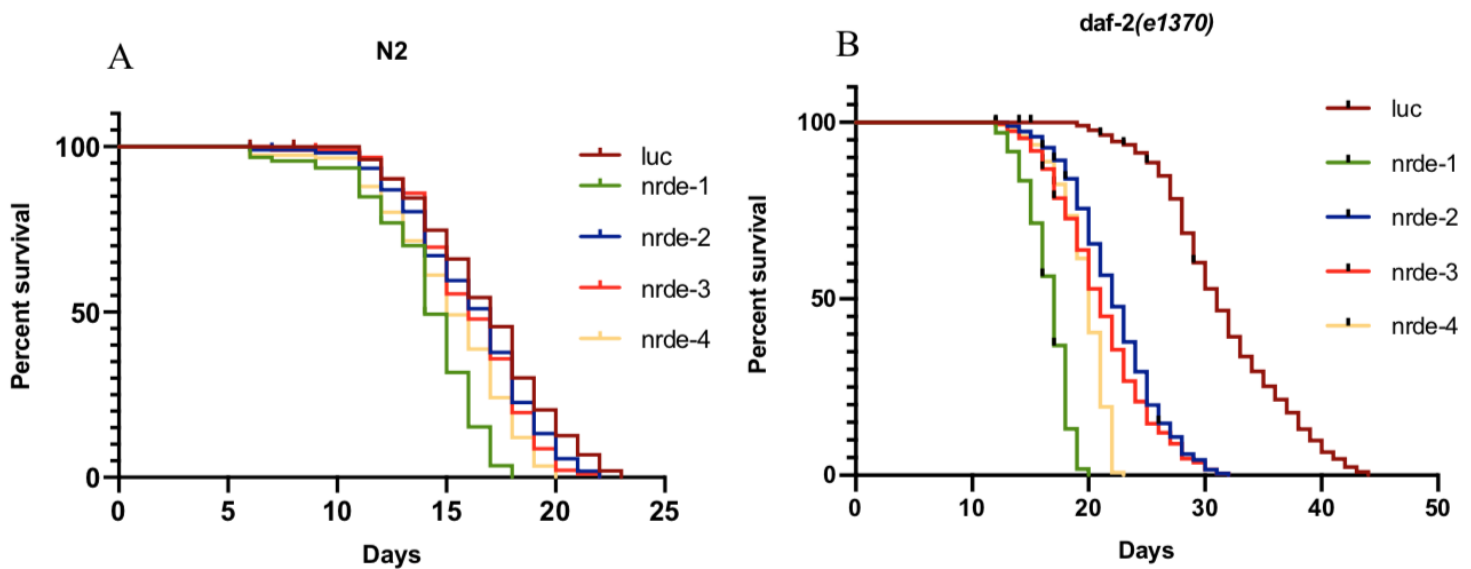 A
N2
100
50
0
0 5 10 15 20 25
Percent survival
Days
luc
nrde-1
nrde-2
nrde-3
nrde-4
B
daf-2(e1370)
100
50
0
0 10 20 30 40 50
Percent survival
Days
luc
nrde-1
nrde-2
nrde-3
nrde-4